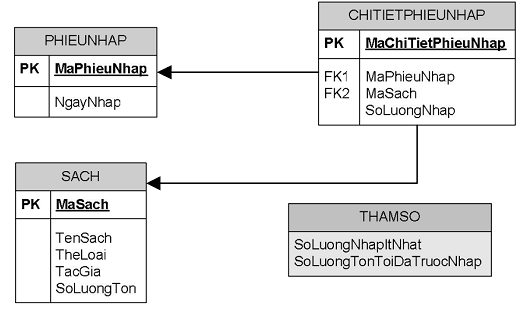 PHIEUNHAP
PK MaPhieuNhap
NgayNhap
CHITIETPHIEUNHAP
PK MaChiTietPhieuNhap
FK1 MaPhieuNhap
FK2 MaSach
SoLuongNhap
SACH
PK MaSach
TenSach
TheLoai
TacGia
SoLuongTon
THAMSO
SoLuongNhapItNhat
SoLuongTonToiDaTruocNhap